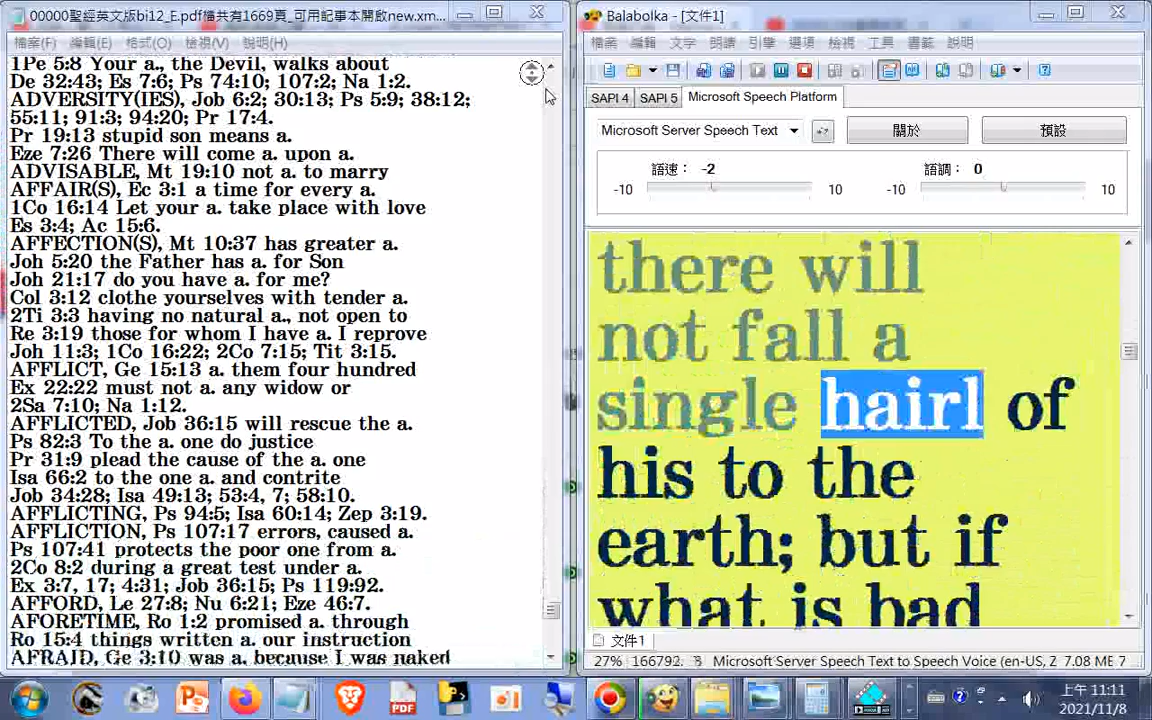 00000聖經英文版bi12_E.pdf檔共有1669頁_可用記事本開啟new.xm...
檔案(F) 編輯(E) 格式(O) 檢視(V) 說明(H)
1Pe 5:8 Your a., the Devil, walks about
De 32:43; Es 7:6; Ps 74:10; 107:2; Na 1:2.
ADVERSITY(IES), Job 6:2; 30:13; Ps 5:9; 38:12;
55:11; 91:3; 94:20; Pr 17:4.
Pr 19:13 stupid son means a.
Eze 7:26 There will come a. upon a.
ADVISABLE, Mt 19:10 not a. to marry
AFFAIR(S), Ec 3:1 a time for every a.
1Co 16:14 Let your a. take place with love
Es 3:4; Ac 15:6.
AFFECTION(S), Mt 10:37 has greater a.
Joh 5:20 the Father has a. for Son
Joh 21:17 do you have a. for me?
Col 3:12 clothe yourselves with tender a.
2Ti 3:3 having no natural a., not open to
Re 3:19 those for whom I have a. I reprove
Joh 11:3; 1Co 16:22; 2Co 7:15; Tit 3:15.
AFFLICT, Ge 15:13 a. them four hundred
Ex 22:22 must not a. any widow or
2Sa 7:10; Na 1:12.
AFFLICTED, Job 36:15 will rescue the a.
Ps 82:3 To the a. one do justice
Pr 31:9 plead the cause of the a. one
Isa 66:2 to the one a. and contrite
Job 34:28; Isa 49:13; 53:4, 7; 58:10.
AFFLICTING, Ps 94:5; Isa 60:14; Zep 3:19.
AFFLICTION, Ps 107:17 errors, caused a.
Ps 107:41 protects the poor one from a.
2Co 8:2 during a great test under a.
Ex 3:7, 17; 4:31; Job 36:15; Ps 119:92.
AFFORD, Le 27:8; Nu 6:21; Eze 46:7.
AFORETIME, Ro 1:2 promised a. through
Ro 15:4 things written a. our instruction
AFRAID, Ge 3:10 was a. because I was naked
Balabolka - [文件1]
檔案 編輯 文字 朗讀 引擎 選項 檢視 工具 書籤 說明
SAPI 4 SAPI 5 Microsoft Speech Platform
Microsoft Server Speech Text 關於 預設
語速: -2 語調: 0
-10 10 -10 10
there will
not fall a
single hairl of
his to the
earth; but if
what is bad
文件1
27% 166792. Microsoft Server Speech Text to Speech Voice (en-US, Z 7.08 ME 7
PDF
上午 11:11
2021/11/8